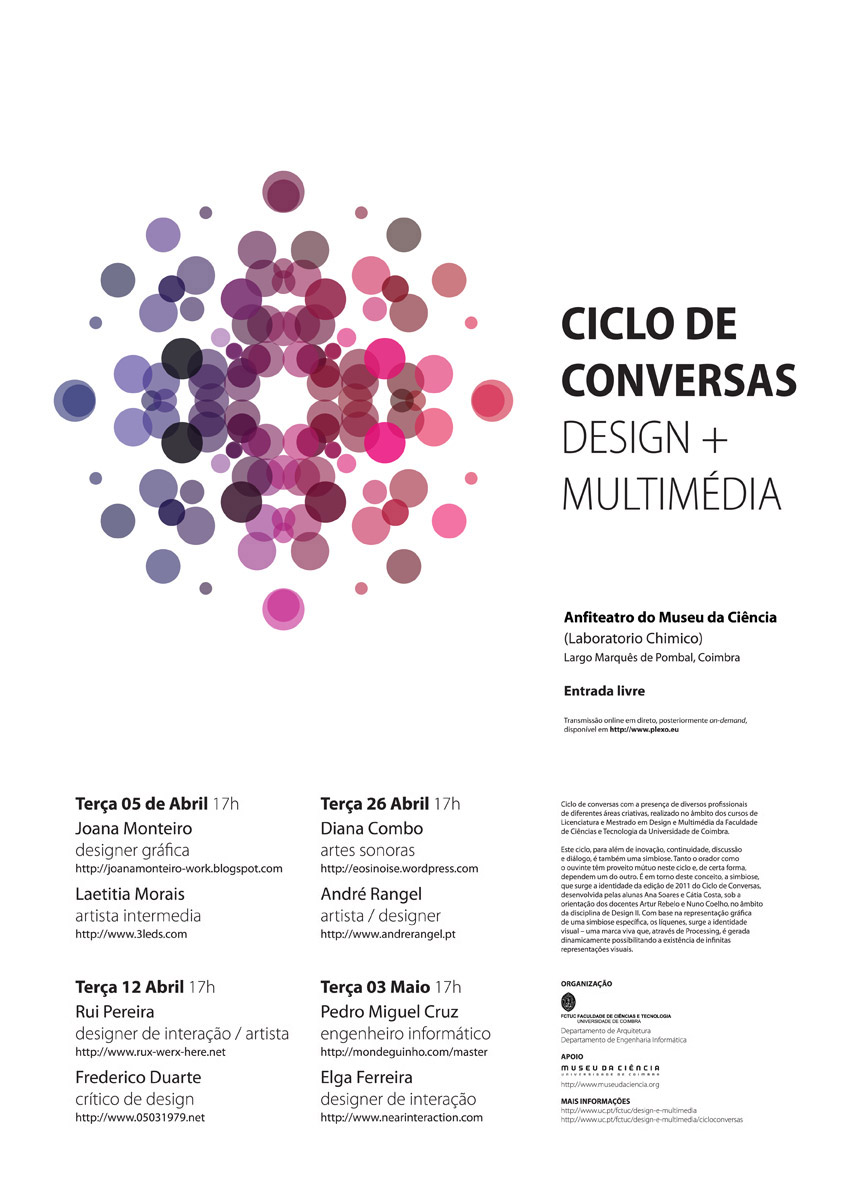 CICLO DE
CONVERSAS
DESIGN +
MULTIMÉDIA
Anfiteatro do Museu da Ciência
(Laboratorio Chimico)
Largo Marquês de Pombal, Coimbra
Entrada livre
Transmissão online em direto, posteriormente on-demand,
disponível em http://www.plexo.eu
Terça 05 de Abril 17h
Joana Monteiro
designer gráfica
http://joanamonteiro-work.blogspot.com
Laetitia Morais
artista intermedia
http://www.3leds.com
Terça 12 Abril 17h
Rui Pereira
designer de interação / artista
http://www.rux-werx-here.net
Frederico Duarte
crítico de design
http://www.05031979.net
Terça 26 Abril 17h
Diana Combo
artes sonoras
http://eosinoise.wordpress.com
André Rangel
artista / designer
http://www.andrerangel.pt
Terça 03 Maio 17h
Pedro Miguel Cruz
engenheiro informático
http://mondeguinho.com/master
Elga Ferreira
designer de interação
http://www.nearinteraction.com
Ciclo de conversas com a presença de diversos profissionais
de diferentes áreas criativas, realizado no âmbito dos cursos de
Licenciatura e Mestrado em Design e Multimédia da Faculdade
de Ciências e Tecnologia da Universidade de Coimbra.
Este ciclo, para além de inovação, continuidade, discussão
e diálogo, é também uma simbiose. Tanto o orador como
o ouvinte têm proveito mútuo neste ciclo e, de certa forma,
dependem um do outro. É em torno deste conceito, a simbiose,
que surge a identidade da edição de 2011 do Ciclo de Conversas,
desenvolvida pelas alunas Ana Soares e Cátia Costa, sob a
orientação dos docentes Artur Rebelo e Nuno Coelho, no âmbito
da disciplina de Design II. Com base na representação gráfica
de uma simbiose específica, os líquenes, surge a identidade
visual – uma marca viva que, através de Processing, é gerada
dinamicamente possibilitando a existência de infinitas
representações visuais.
ORGANIZAÇÃO
FCTUC FACULDADE DE CIÊNCIAS E TECNOLOGIA
UNIVERSIDADE DE COIMBRA
Departamento de Arquitetura
Departamento de Engenharia Informática
APOIO
MUSEU DA CIÊNCIA
UNIVERSIDADE DE COIMBRA
http://www.museudaciencia.org
MAIS INFORMAÇÕES
http://www.uc.pt/fctuc/design-e-multimedia
http://www.uc.pt/fctuc/design-e-multimedia/cicloconversas